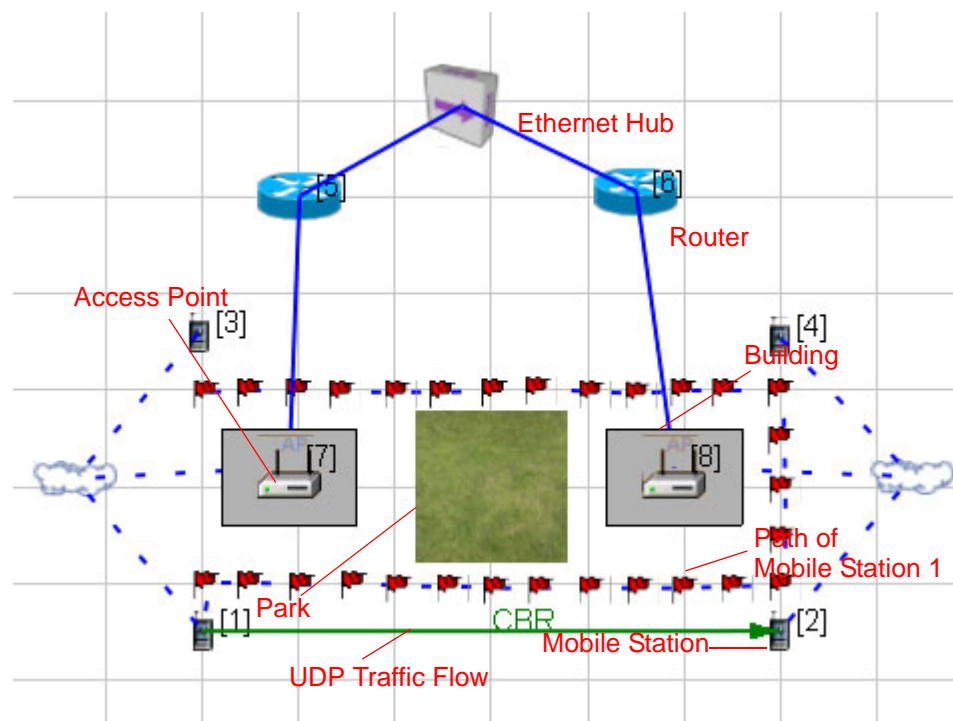 Ethernet Hub
[5]
[6]
Router
Access Point
[3]
[4]
Building
AP
[7]
[8]
Path of
Mobile Station 1
Park
[1]
CBR
[2]
Mobile Station
UDP Traffic Flow